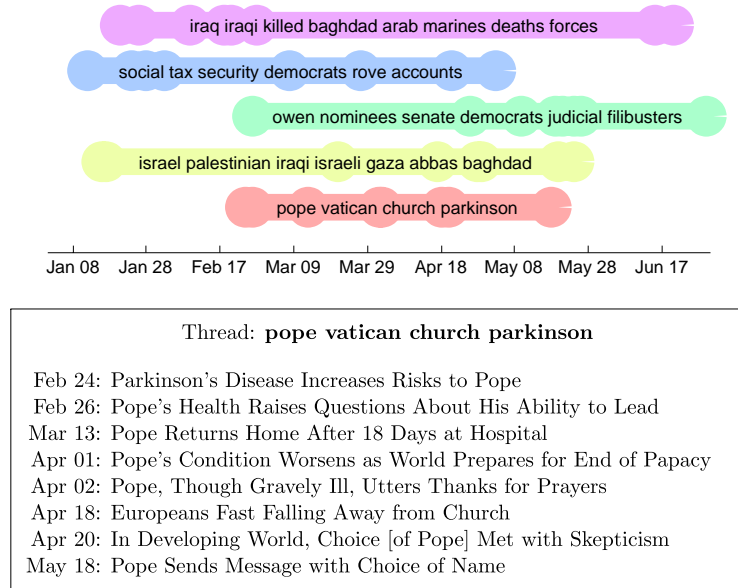 iraq iraqi killed baghdad arab marines deaths forces
social tax security democrats rove accounts
owen nominees senate democrats judicial filibusters
israel palestinian iraqi israeli gaza abbas baghdad
pope vatican church parkinson
Jan 08 Jan 28 Feb 17 Mar 09 Mar 29 Apr 18 May 08 May 28 Jun 17
Thread: pope vatican church parkinson
Feb 24: Parkinson's Disease Increases Risks to Pope
Feb 26: Pope's Health Raises Questions About His Ability to Lead
Mar 13: Pope Returns Home After 18 Days at Hospital
Apr 01: Pope's Condition Worsens as World Prepares for End of Papacy
Apr 02: Pope, Though Gravely Ill, Utters Thanks for Prayers
Apr 18: Europeans Fast Falling Away from Church
Apr 20: In Developing World, Choice [of Pope] Met with Skepticism
May 18: Pope Sends Message with Choice of Name